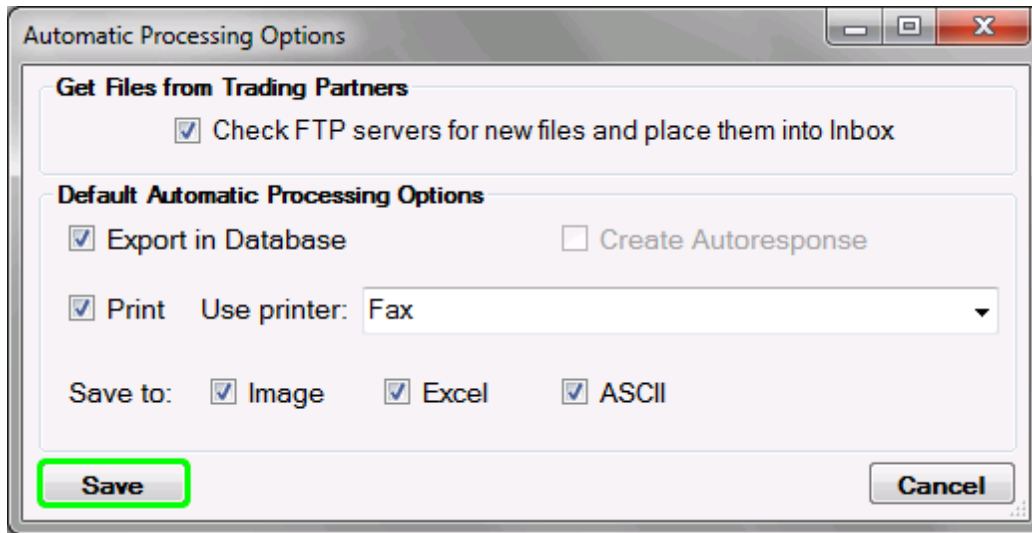 Automatic Processing Options
Get Files from Trading Partners
Check FTP servers for new files and place them into Inbox
Default Automatic Processing Options
Export in Database Create Autoresponse
Print Use printer: Fax
Save to: Image Excel ASCII
Save Cancel